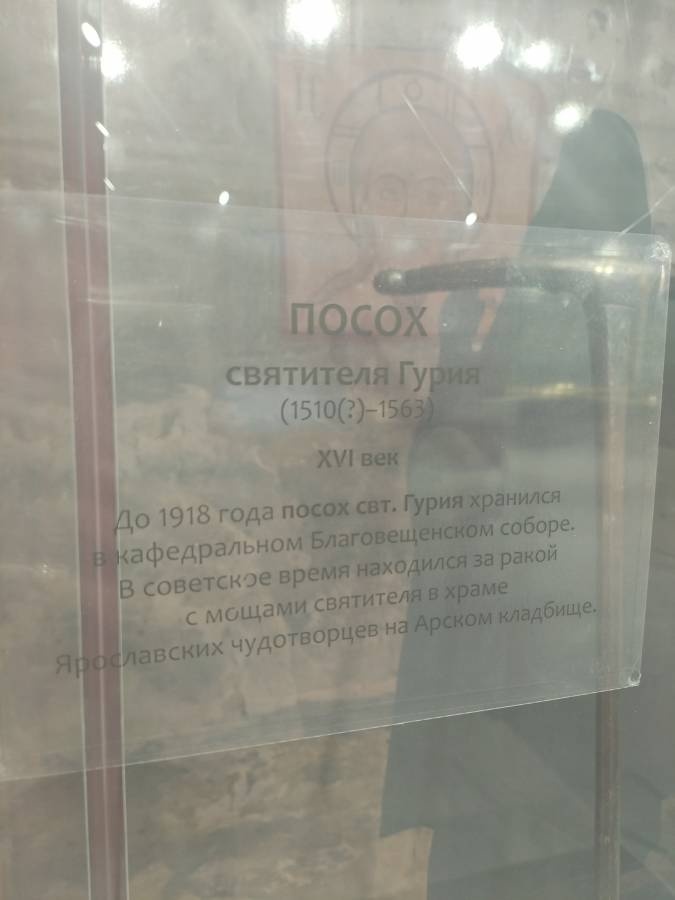 ПОСОХ
святителя Гурия
(1510(?)–1563)
XVI век
До 1918 года посох свт. Гурия хранился
в кафедральном Благовещенском соборе.
В советское время находился за ракой
с мощами святителя в храме
Ярославских чудотворцев на Арском кладбище.